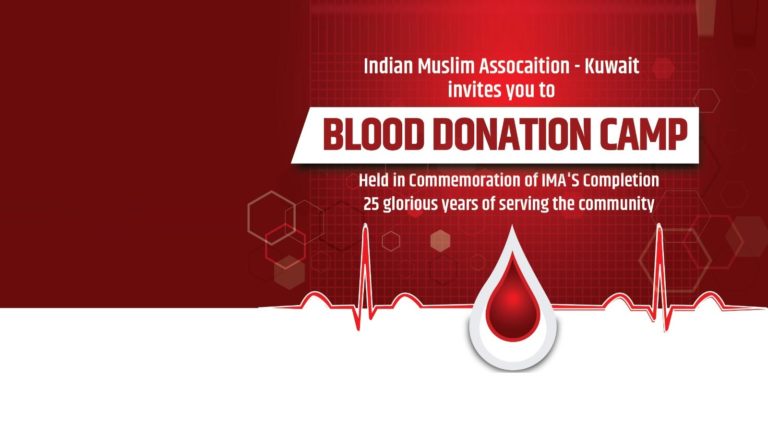 Indian Muslim Assocaition - Kuwait
invites you to
BLOOD DONATION CAMP
Held in Commemoration of IMA'S Completion
25 glorious years of serving the community